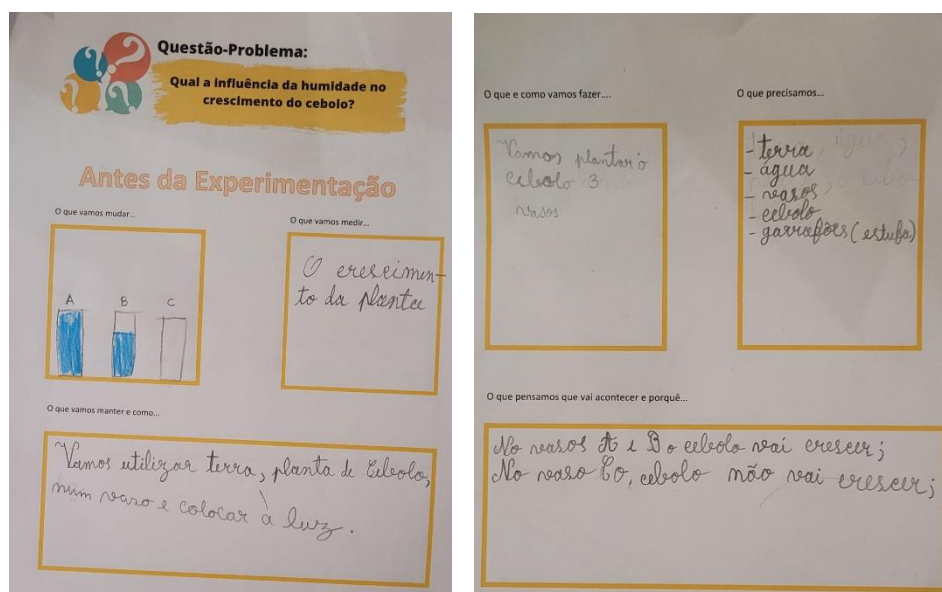 Questão-Problema:
Qual a influência da humidade no
crescimento do cebolo?
Antes da Experimentação
O que vamos mudar...
A B C
O que vamos medir...
O crescimen-
to da planta
O que vamos manter e como...
Vamos utilizar terra, planta de Cebolo,
num vaso e colocar à luz.
O que e como vamos fazer....
Vamos plantar o
cebolo 3
vasos
O que precisamos...
- terra
- água
- vasos
- cebolo
- garrafões (estufa)
O que pensamos que vai acontecer e porquê...
No vasos A e B o cebolo vai crescer;
No vaso C o, cebolo não vai crescer;